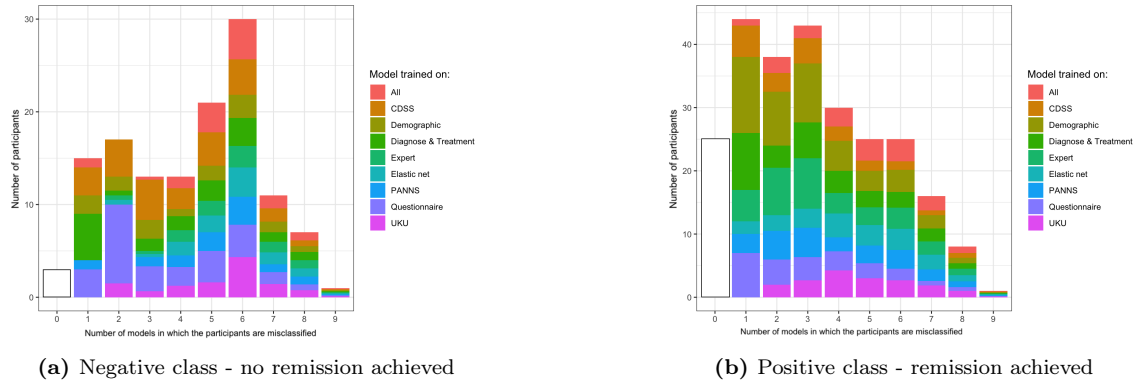 30
20
10
0
Number of participants
0 1 2 3 4 5 6 7 8 9
Number of models in which the participants are misclassified
Model trained on:
All
CDSS
Demographic
Diagnose & Treatment
Expert
Elastic net
PANNS
Questionnaire
UKU
(a) Negative class - no remission achieved
40
30
20
10
0
Number of participants
0 1 2 3 4 5 6 7 8 9
Number of models in which the participants are misclassified
Model trained on:
All
CDSS
Demographic
Diagnose & Treatment
Expert
Elastic net
PANNS
Questionnaire
UKU
(b) Positive class - remission achieved